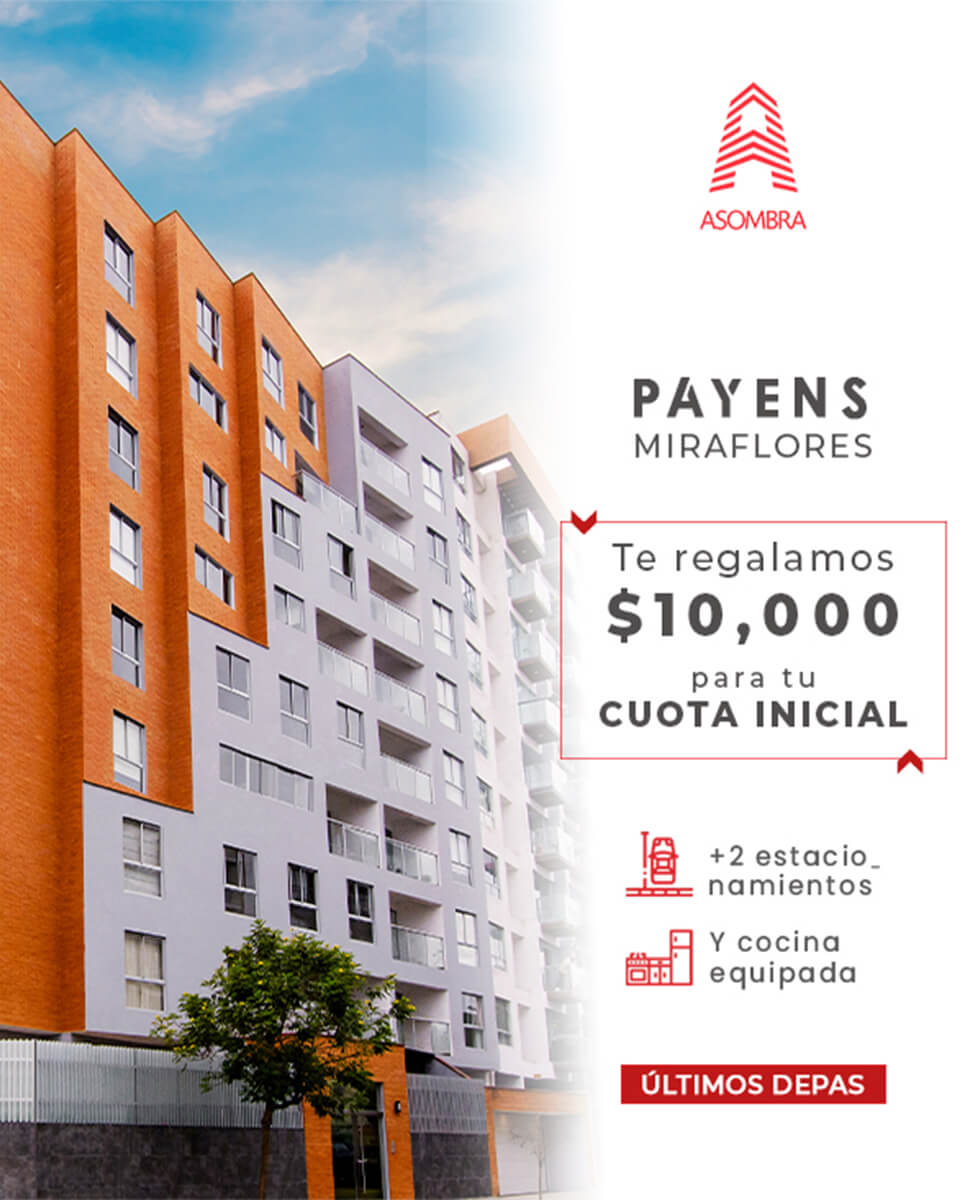 ASOMBRA
PAYENS
MIRAFLORES
Te regalamos
$10,000
para tu
CUOTA INICIAL
+2 estacio_
namientos
Y cocina
equipada
ÚLTIMOS DEPAS